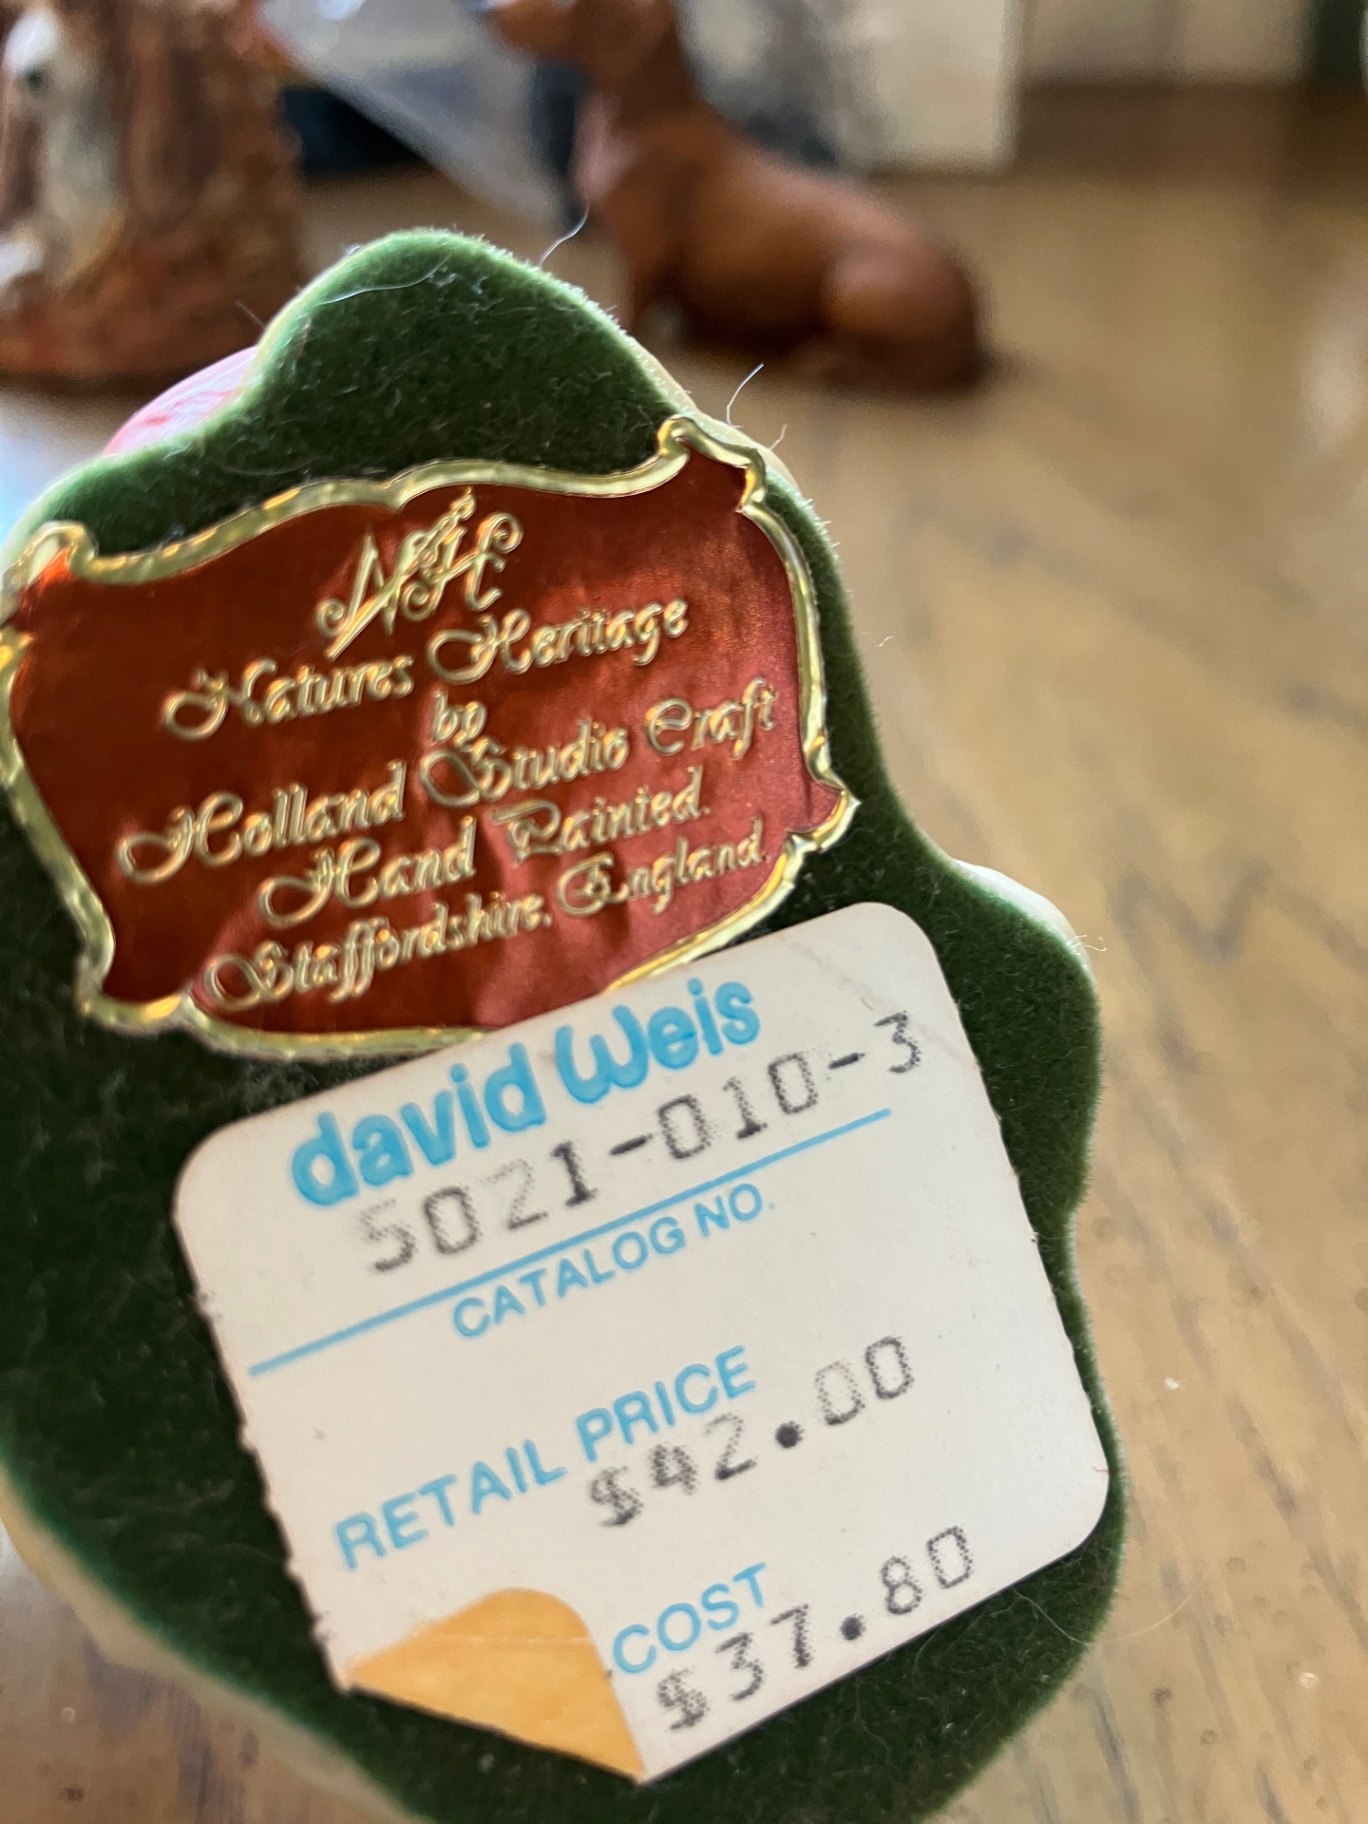 NH
Natures Heritage
by
Holland Studio Craft
Hand Painted.
Staffordshire, England.
david Weis
5021-010-3
CATALOG NO.
RETAIL PRICE
$42.00
COST
$37.80